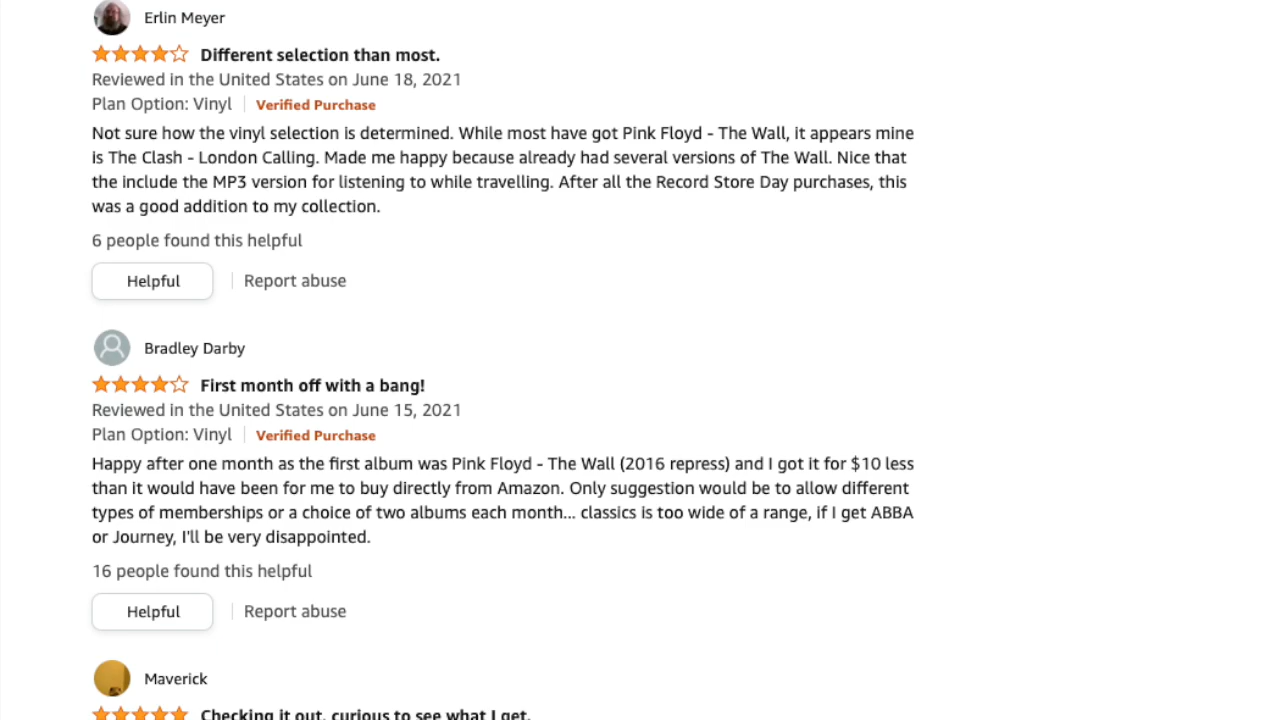 Erlin Meyer
Different selection than most.
Reviewed in the United States on June 18, 2021
Plan Option: Vinyl Verified Purchase
Not sure how the vinyl selection is determined. While most have got Pink Floyd - The Wall, it appears mine
is The Clash - London Calling. Made me happy because already had several versions of The Wall. Nice that
the include the MP3 version for listening to while travelling. After all the Record Store Day purchases, this
was a good addition to my collection.
6 people found this helpful
Helpful Report abuse
Bradley Darby
First month off with a bang!
Reviewed in the United States on June 15, 2021
Plan Option: Vinyl Verified Purchase
Happy after one month as the first album was Pink Floyd - The Wall (2016 repress) and I got it for $10 less
than it would have been for me to buy directly from Amazon. Only suggestion would be to allow different
types of memberships or a choice of two albums each month... classics is too wide of a range, if I get ABBA
or Journey, I'll be very disappointed.
16 people found this helpful
Helpful Report abuse
Maverick
Checking it out, curious to see what I get.